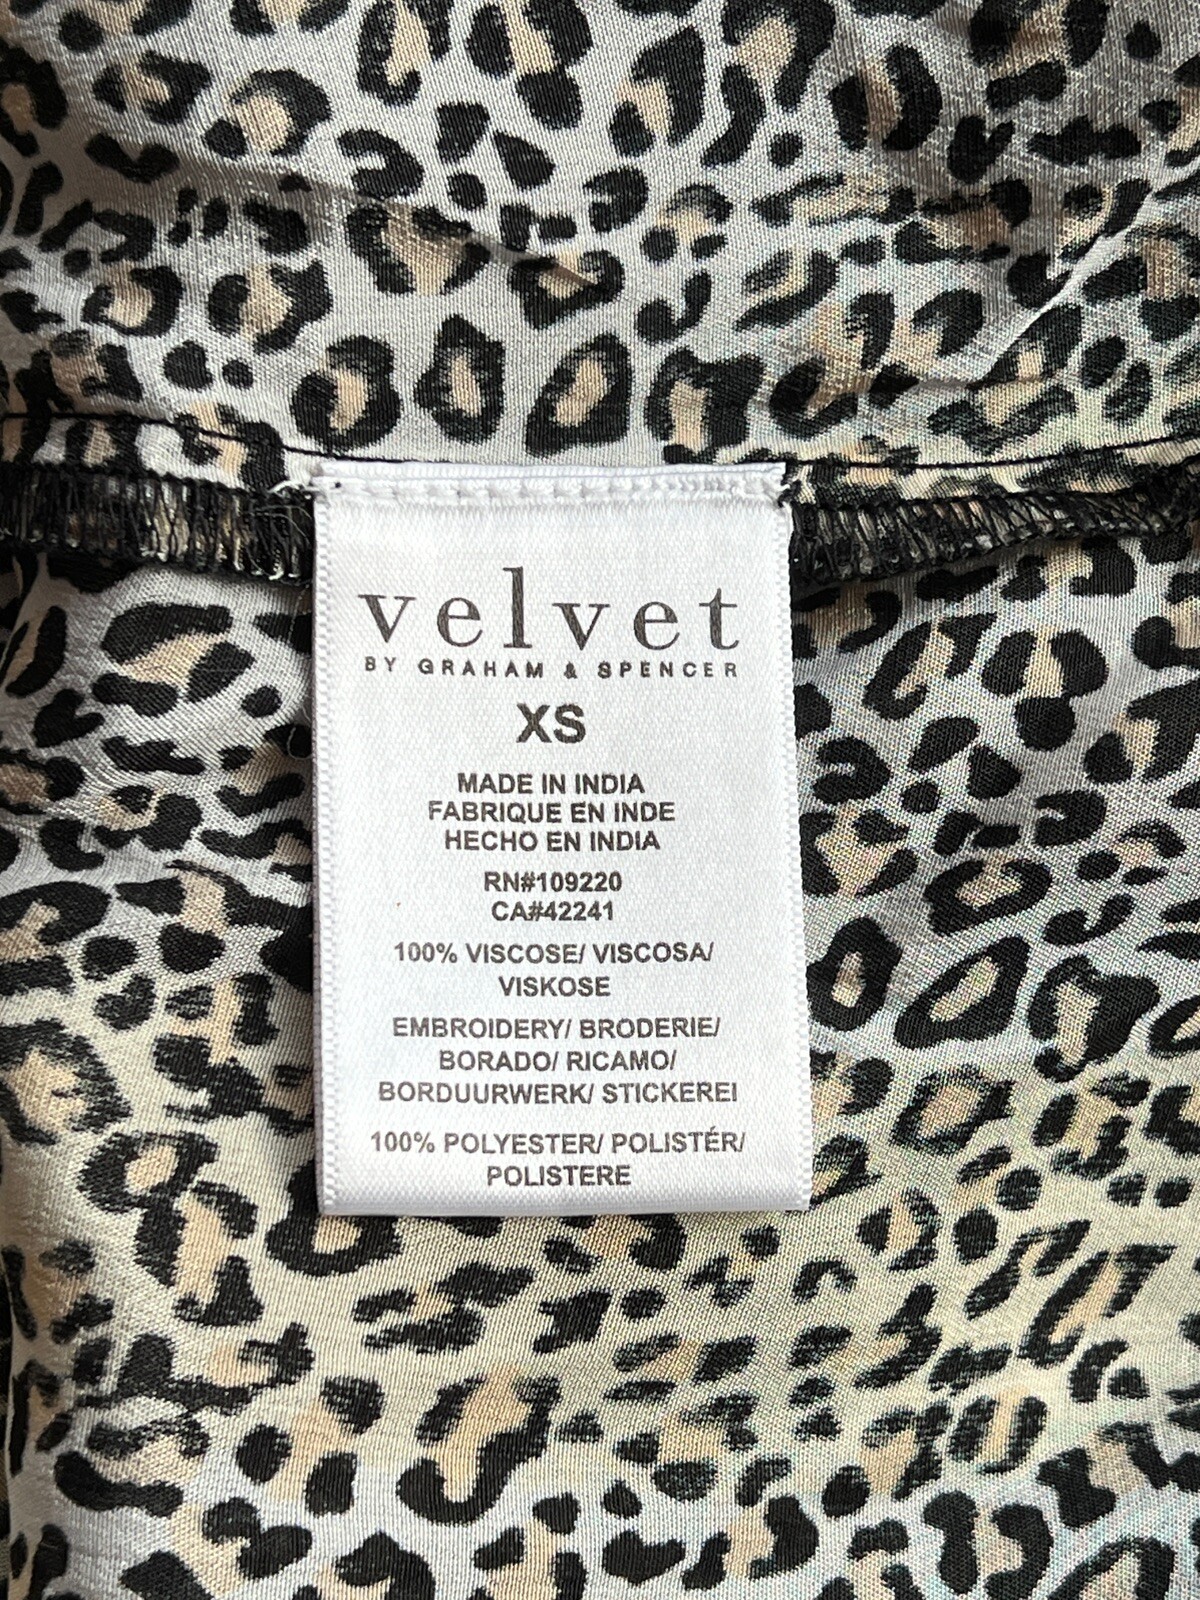 velvet
BY GRAHAM & SPENCER
XS
MADE IN INDIA
FABRIQUE EN INDE
HECHO EN INDIA
RN#109220
CA#42241
100% VISCOSE/ VISCOSA/
VISKOSE
EMBROIDERY/ BRODERIE/
BORADO/ RICAMO/
BORDUURWERK/ STICKEREI
100% POLYESTER/ POLISTÉR/
POLISTERE